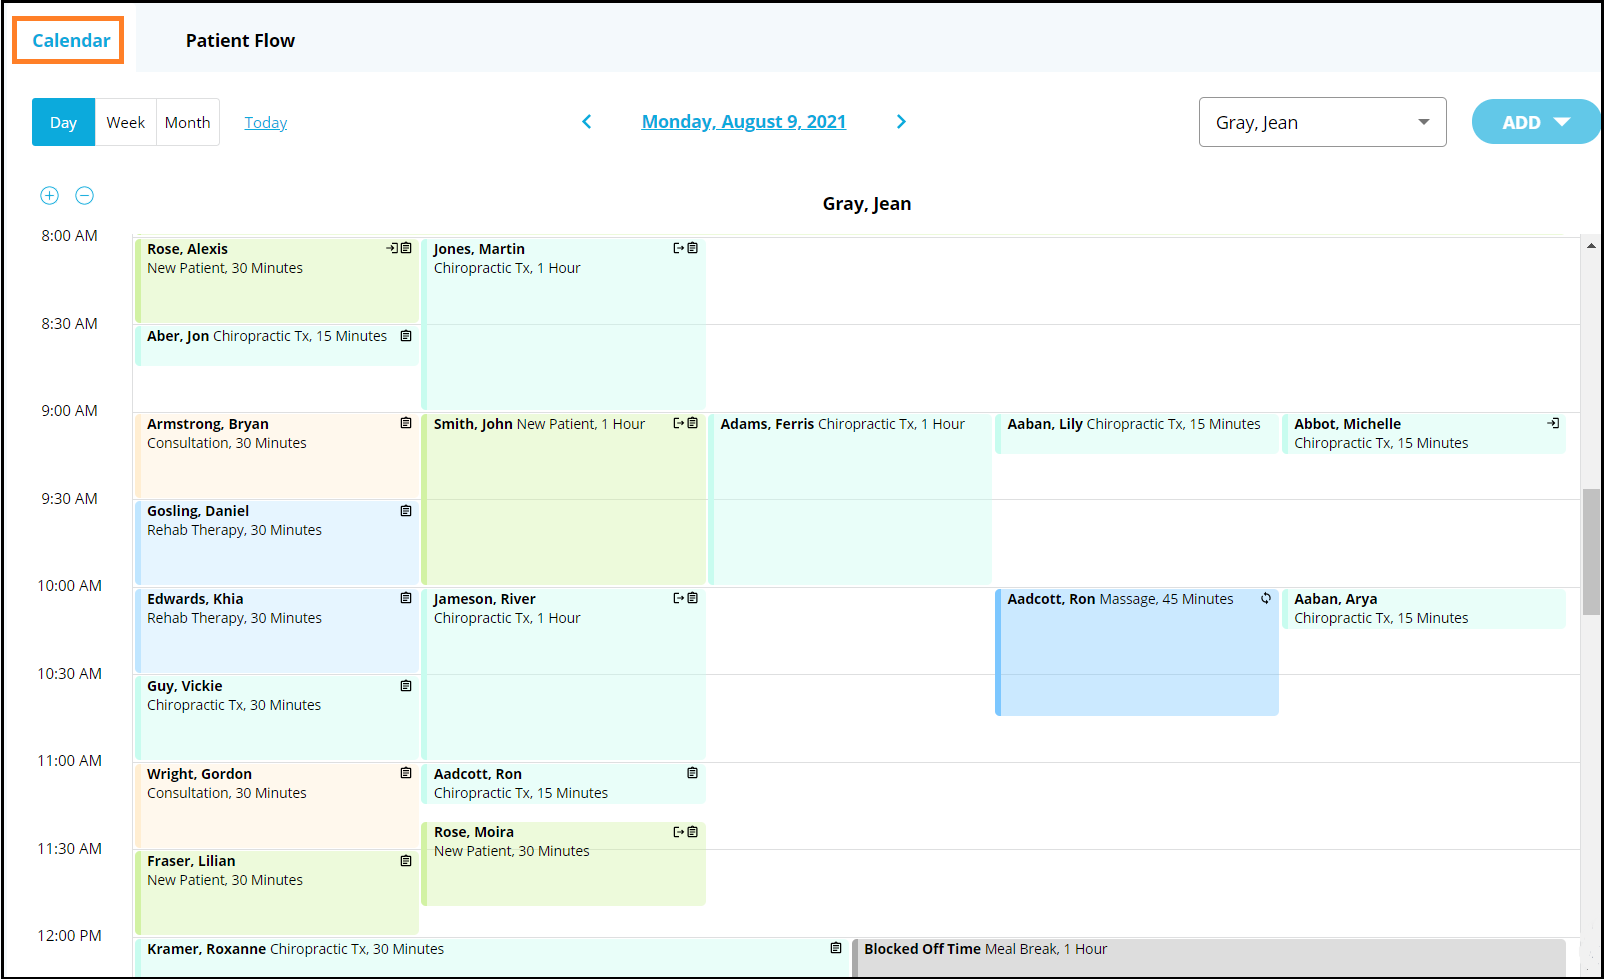 Calendar
Patient Flow
Day Week Month Today
Monday, August 9, 2021
Gray, Jean
ADD
Gray, Jean
8:00 AM
Rose, Alexis
New Patient, 30 Minutes
Jones, Martin
Chiropractic Tx, 1 Hour
8:30 AM
Aber, Jon Chiropractic Tx, 15 Minutes
9:00 AM
Armstrong, Bryan
Consultation, 30 Minutes
Smith, John New Patient, 1 Hour
Adams, Ferris Chiropractic Tx, 1 Hour
Aaban, Lily Chiropractic Tx, 15 Minutes
Abbot, Michelle
Chiropractic Tx, 15 Minutes
9:30 AM
Gosling, Daniel
Rehab Therapy, 30 Minutes
10:00 AM
Edwards, Khia
Rehab Therapy, 30 Minutes
Jameson, River
Chiropractic Tx, 1 Hour
Aadcott, Ron Massage, 45 Minutes
Aaban, Arya
Chiropractic Tx, 15 Minutes
10:30 AM
Guy, Vickie
Chiropractic Tx, 30 Minutes
11:00 AM
Wright, Gordon
Consultation, 30 Minutes
Aadcott, Ron
Chiropractic Tx, 15 Minutes
Rose, Moira
New Patient, 30 Minutes
11:30 AM
Fraser, Lilian
New Patient, 30 Minutes
12:00 PM
Kramer, Roxanne Chiropractic Tx, 30 Minutes
Blocked Off Time Meal Break, 1 Hour